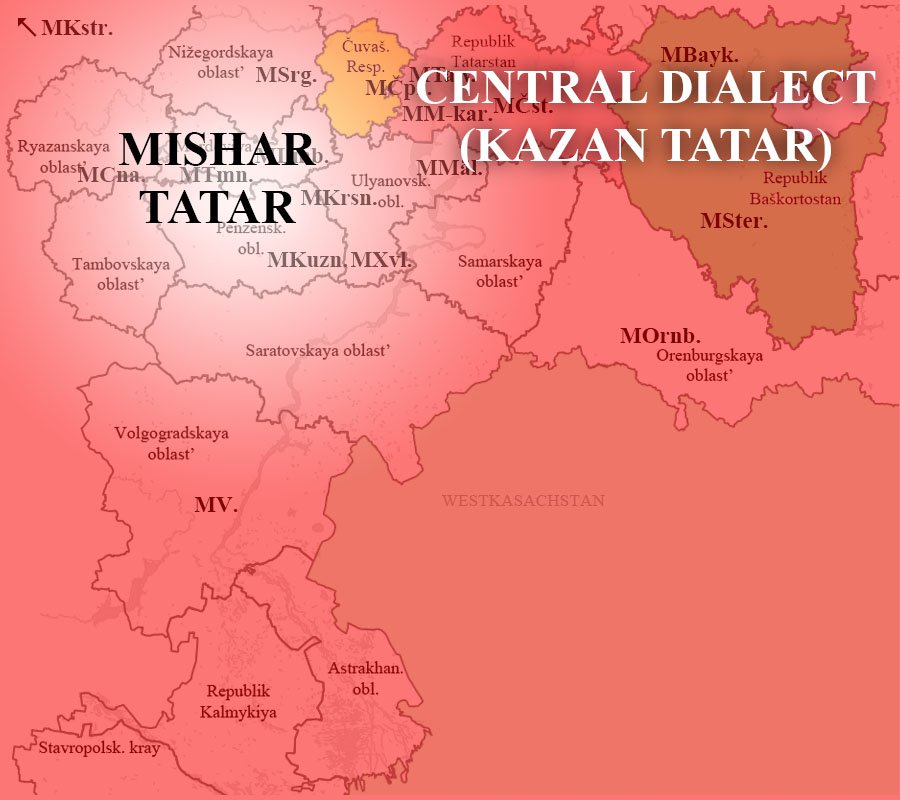 MKstr.
Nižegordskaya
oblast’
MSrg.
Čuvaš.
Resp.
Republik
Tatarstan
MBayk.
CENTRAL DIALECT
(KAZAN TATAR)
MČst.
MM-kar.
MMal.
Ryazanskaya
oblast’
MCna.
MISHAR
TATAR
MTmn.
Ulyanovsk.
obl.
MKrsn.
Republik
Baškortostan
MSter.
Penzensk.
obl.
MKuzn.
MXvl.
Tambovskaya
oblast’
Samarskaya
oblast’
MOrnb.
Orenburgskaya
oblast’
Saratovskaya oblast’
Volgogradskaya
oblast’
MV.
WESTKASACHSTAN
Astrakhan.
obl.
Republik
Kalmykiya
Stavropolsk. kray